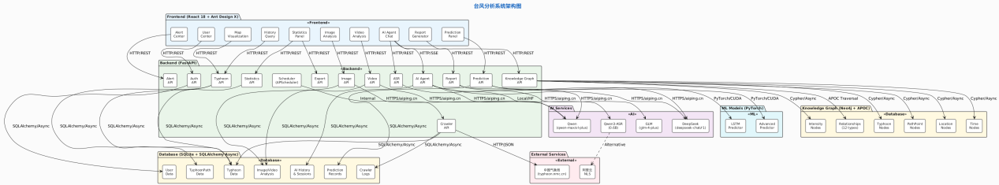 台风分析系统架构图
Frontend (React 18 + Ant Design X)
«Frontend»
Alert
Center
User
Center
Map
Visualization
History
Query
Statistics
Panel
Image
Analysis
Video
Analysis
AI Agent
Chat
Report
Generator
Prediction
Panel
HTTP/REST
HTTP/REST
HTTP/REST
HTTP/REST
HTTP/REST
HTTP/REST
HTTP/REST
HTTP/REST
HTTP/REST
HTTP/SSE
HTTP/REST
HTTP/REST
HTTP/REST
Backend (FastAPI)
«Backend»
Alert
API
Auth
API
Typhoon
API
Statistics
API
Scheduler
(APScheduler)
Export
API
Image
API
Video
API
ASR
API
AI Agent
API
Report
API
Prediction
API
Knowledge Graph
API
Internal
HTTPS/aiping.cn
HTTPS/aiping.cn
HTTPS/aiping.cn
Local/HF
HTTPS/aiping.cn
HTTPS/aiping.cn
HTTPS/aiping.cn
HTTPS/aiping.cn
PyTorch/CUDA
PyTorch/CUDA
Cypher/Async
APOC Traversal
Cypher/Async
Cypher/Async
Cypher/Async
Cypher/Async
Crawler
API
AI Services
«AI»
Qwen3-ASR
(0.6B)
GLM
(glm-4-plus)
ML Models (PyTorch)
«ML»
LSTM
Predictor
Advanced
Predictor
Knowledge Graph (Neo4j + APOC)
«Database»
Intensity
Nodes
Relationships
(12 types)
Typhoon
Nodes
PathPoint
Nodes
Location
Nodes
Time
Nodes
SQLAlchemy/Async
SQLAlchemy/Async
SQLAlchemy/Async
SQLAlchemy/Async
SQLAlchemy/Async
SQLAlchemy/Async
SQLAlchemy/Async
SQLAlchemy/Async
SQLAlchemy/Async
HTTP/JSON
Alternative
Database (SQLite + SQLAlchemy Async)
«Database»
User
Data
TyphoonPath
Data
Typhoon
Data
Image/Video
Analysis
AI History
& Sessions
Prediction
Records
Crawler
Logs
External Services
«External»
中国气象局
(typhoon.nmc.cn)
阿里云
NLS